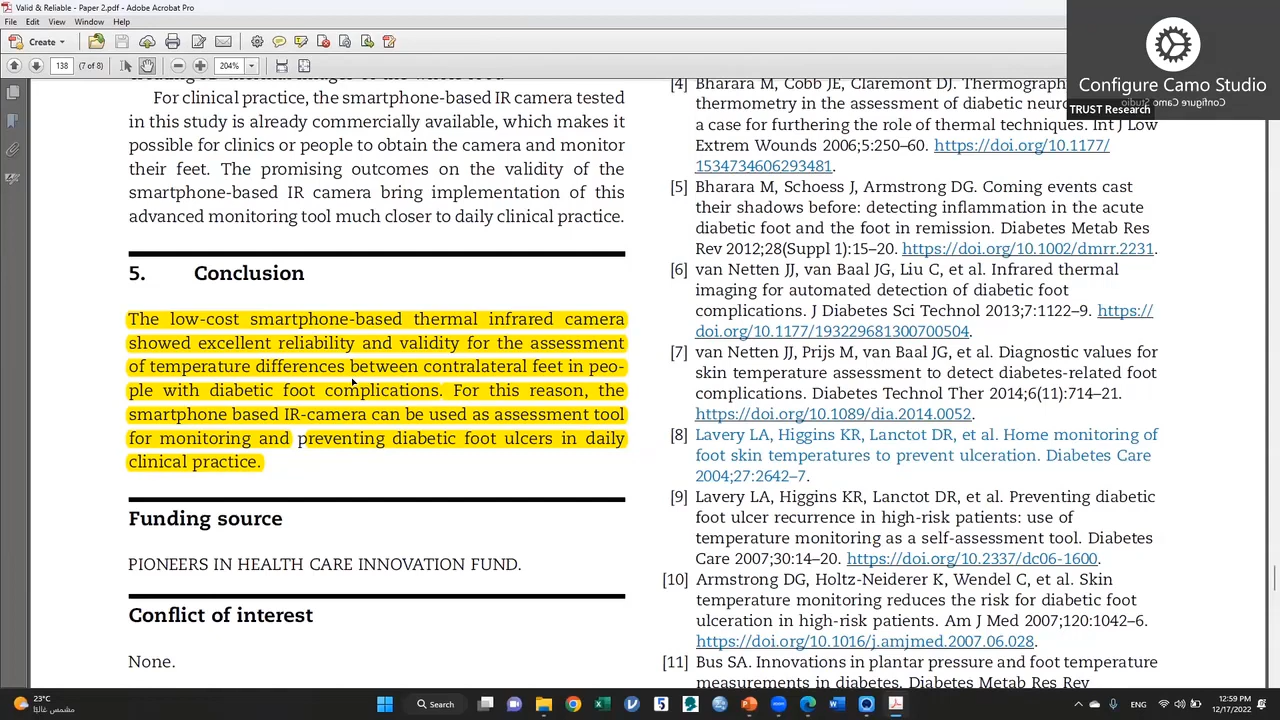 Valid & Reliable - Paper 2.pdf - Adobe Acrobat Pro
File Edit View Window Help
Create
138 (7 of 8) 204%
For clinical practice, the smartphone-based IR camera tested
in this study is already commercially available, which makes it
possible for clinics or people to obtain the camera and monitor
their feet. The promising outcomes on the validity of the
smartphone-based IR camera bring implementation of this
advanced monitoring tool much closer to daily clinical practice.
5. Conclusion
The low-cost smartphone-based thermal infrared camera
showed excellent reliability and validity for the assessment
of temperature differences between contralateral feet in peo-
ple with diabetic foot complications. For this reason, the
smartphone based IR-camera can be used as assessment tool
for monitoring and preventing diabetic foot ulcers in daily
clinical practice.
Funding source
PIONEERS IN HEALTH CARE INNOVATION FUND.
Conflict of interest
None.
[4] Bharara M, Cobb JE, Claremont DJ. Thermograph
thermometry in the assessment of diabetic neuro
a case for furthering the role of thermal techniques. Int J Low
Extrem Wounds 2006;5:250–60. https://doi.org/10.1177/
1534734606293481.
[5] Bharara M, Schoess J, Armstrong DG. Coming events cast
their shadows before: detecting inflammation in the acute
diabetic foot and the foot in remission. Diabetes Metab Res
Rev 2012;28(Suppl 1):15–20. https://doi.org/10.1002/dmrr.2231.
[6] van Netten JJ, van Baal JG, Liu C, et al. Infrared thermal
imaging for automated detection of diabetic foot
complications. J Diabetes Sci Technol 2013;7:1122–9. https://
doi.org/10.1177/193229681300700504.
[7] van Netten JJ, Prijs M, van Baal JG, et al. Diagnostic values for
skin temperature assessment to detect diabetes-related foot
complications. Diabetes Technol Ther 2014;6(11):714–21.
https://doi.org/10.1089/dia.2014.0052.
[8] Lavery LA, Higgins KR, Lanctot DR, et al. Home monitoring of
foot skin temperatures to prevent ulceration. Diabetes Care
2004;27:2642–7.
[9] Lavery LA, Higgins KR, Lanctot DR, et al. Preventing diabetic
foot ulcer recurrence in high-risk patients: use of
temperature monitoring as a self-assessment tool. Diabetes
Care 2007;30:14–20. https://doi.org/10.2337/dc06-1600.
[10] Armstrong DG, Holtz-Neiderer K, Wendel C, et al. Skin
temperature monitoring reduces the risk for diabetic foot
ulceration in high-risk patients. Am J Med 2007;120:1042–6.
https://doi.org/10.1016/j.amjmed.2007.06.028.
[11] Bus SA. Innovations in plantar pressure and foot temperature
measurements in diabetes. Diabetes Metab Res Rev
Configure Camo Studio
Configure Camo Studio
TRUST Research
23°C
مشمس غالبًا
Search
ENG
12:59 PM
12/17/2022